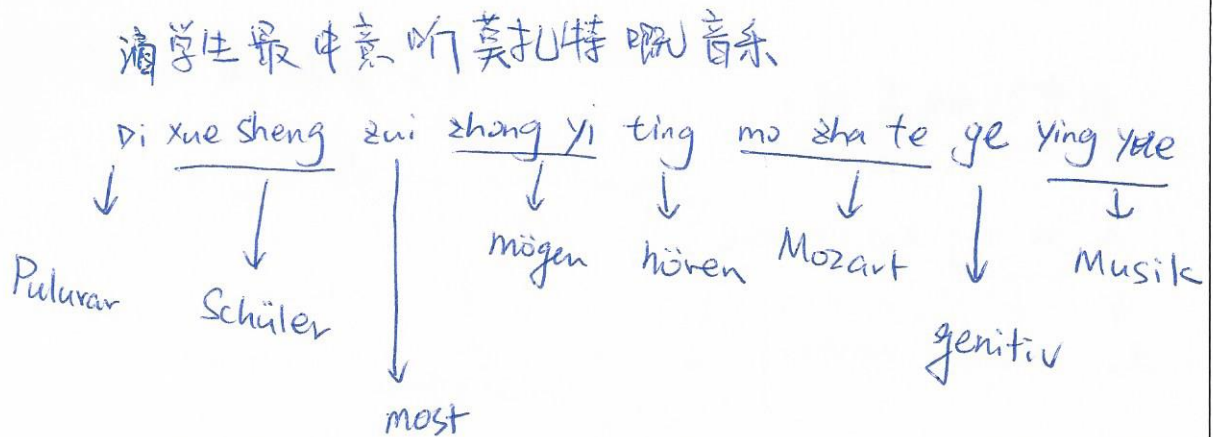 滴学生最中意听莫扎特嘅音乐
Di xue sheng zui zhong yi ting mo zha te ge ying yue
Pulurar Schüler mögen hören Mozart Musik
genitiv
most